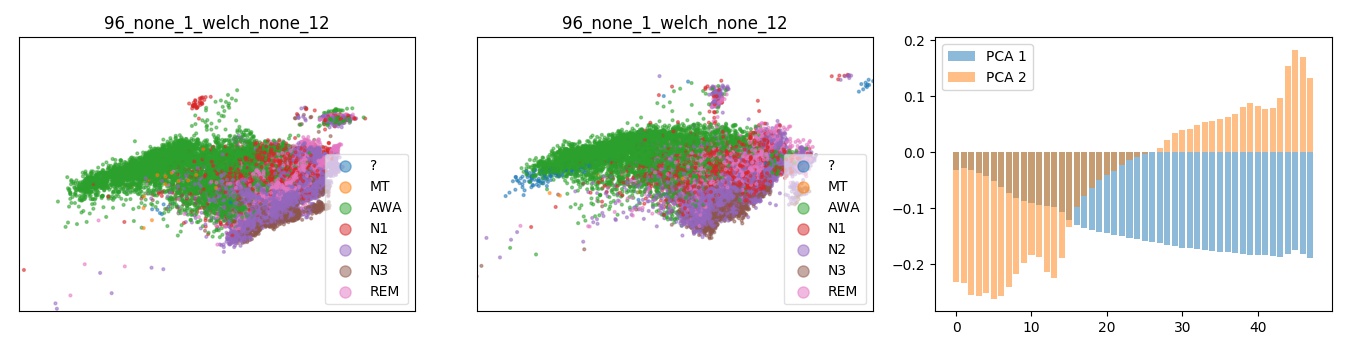 96_none_1_welch_none_12
?
MT
AWA
N1
N2
N3
REM
96_none_1_welch_none_12
?
MT
AWA
N1
N2
N3
REM
PCA 1
PCA 2
0.2
0.1
0.0
−0.1
−0.2
0
10
20
30
40